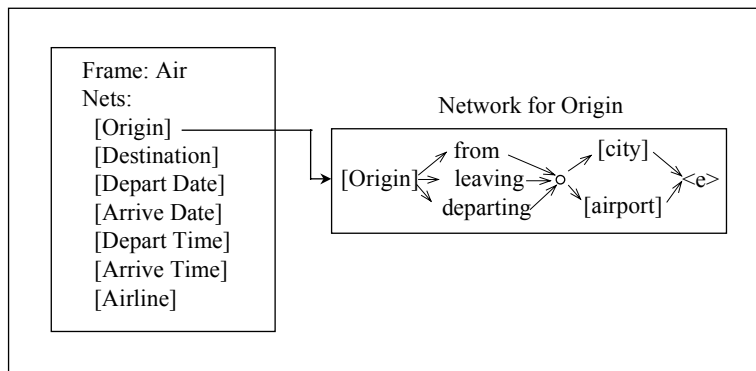 Frame: Air
Nets:
[Origin]
[Destination]
[Depart Date]
[Arrive Date]
[Depart Time]
[Arrive Time]
[Airline]
Network for Origin
[Origin]
from
leaving
departing
[city]
[airport]
<e>